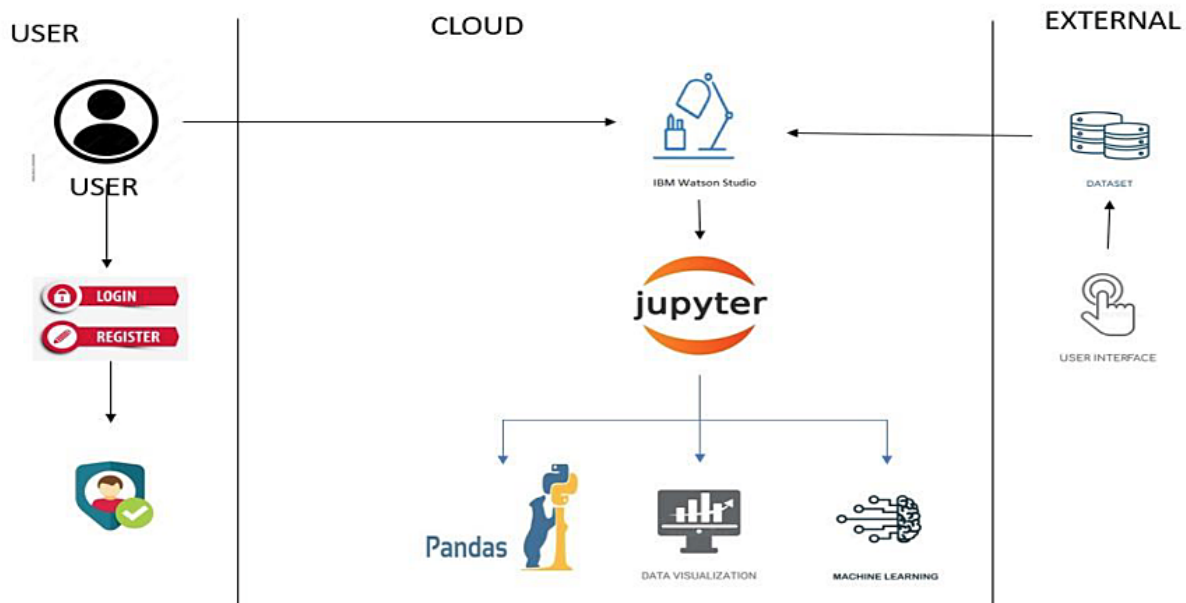 USER
CLOUD
EXTERNAL
USER
IBM Watson Studio
DATASET
LOGIN
REGISTER
jupyter
USER INTERFACE
Pandas
DATA VISUALIZATION
MACHINE LEARNING